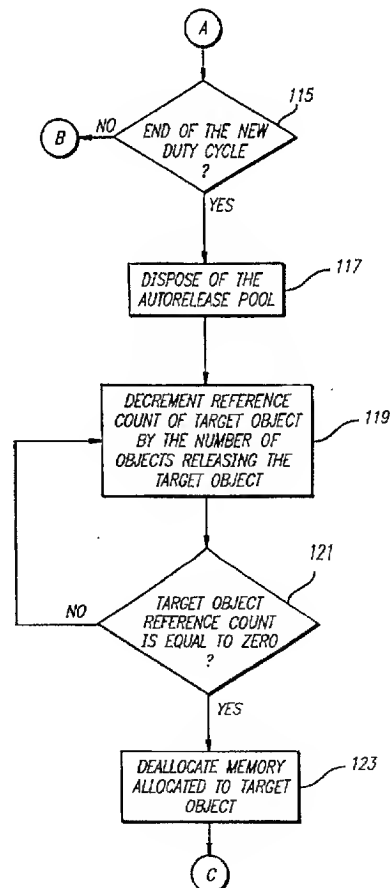 A
115
END OF THE NEW
DUTY CYCLE
?
NO
B
YES
DISPOSE OF THE
AUTORELEASE POOL
117
DECREMENT REFERENCE
COUNT OF TARGET OBJECT
BY THE NUMBER OF
OBJECTS RELEASING THE
TARGET OBJECT
119
121
TARGET OBJECT
REFERENCE COUNT
IS EQUAL TO ZERO
?
NO
YES
DEALLOCATE MEMORY
ALLOCATED TO TARGET
OBJECT
123
C